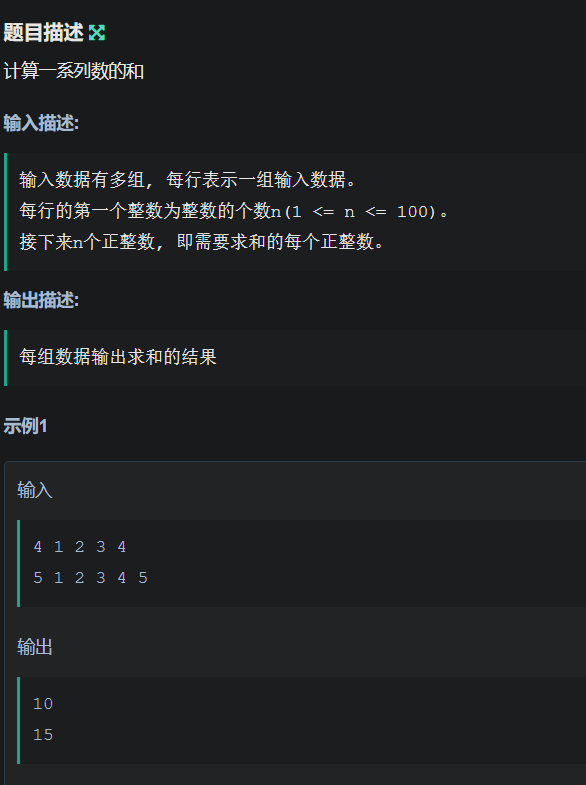 题目描述
计算一系列数的和
输入描述:
输入数据有多组, 每行表示一组输入数据。
每行的第一个整数为整数的个数n(1 <= n <= 100)。
接下来n个正整数, 即需要求和的每个正整数。
输出描述:
每组数据输出求和的结果
示例1
输入
4 1 2 3 4
5 1 2 3 4 5
输出
10
15